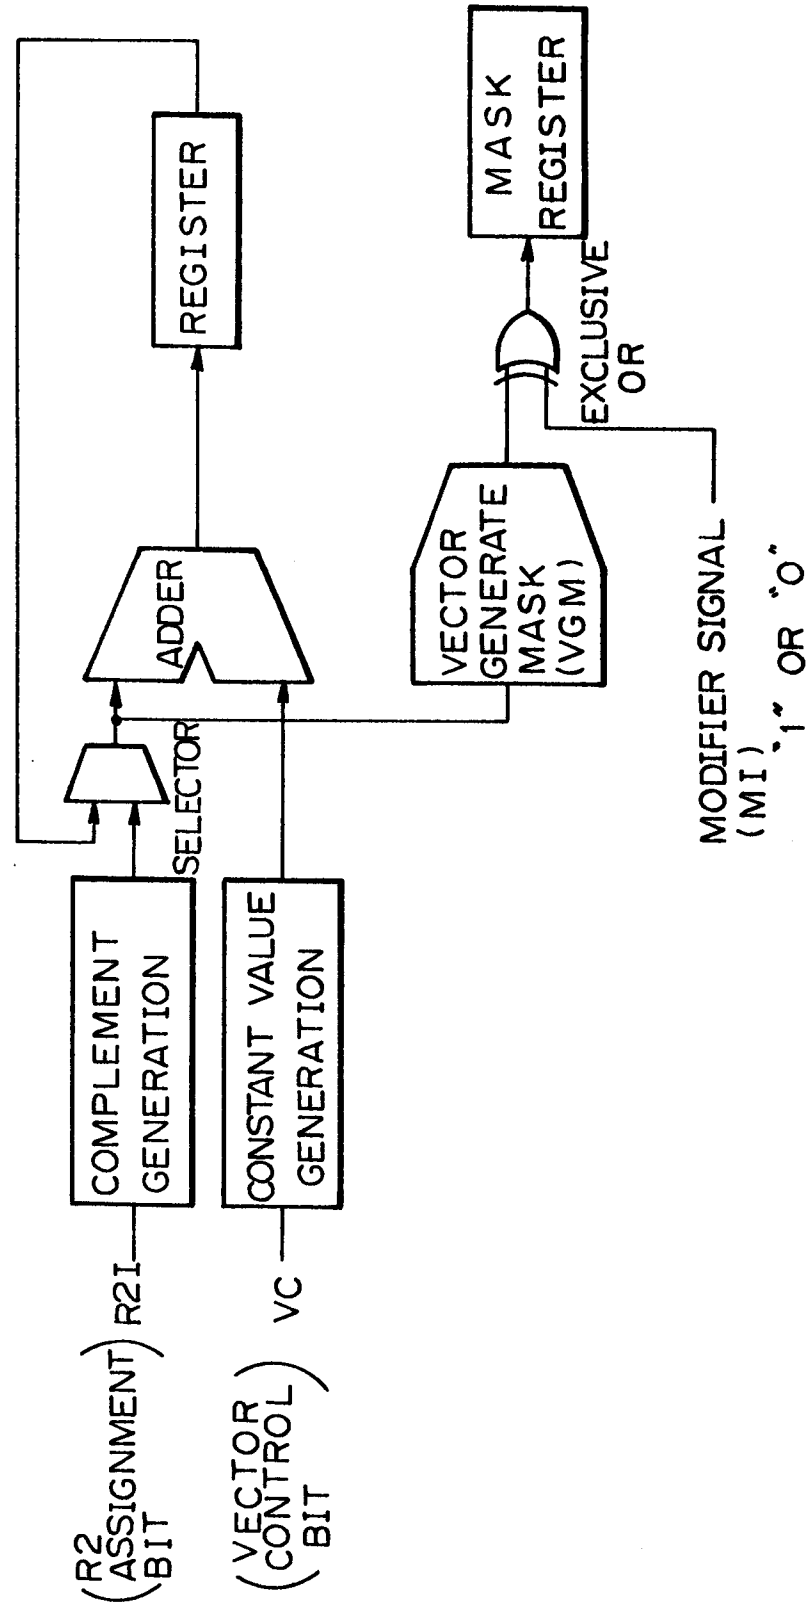 (R2
ASSIGNMENT)
BIT
R2I
COMPLEMENT
GENERATION
SELECTOR
ADDER
REGISTER
(VECTOR
CONTROL)
BIT
VC
CONSTANT VALUE
GENERATION
VECTOR
GENERATE
MASK
(VGM)
EXCLUSIVE
OR
MASK
REGISTER
MODIFIER SIGNAL
(MI)
"1" OR "0"